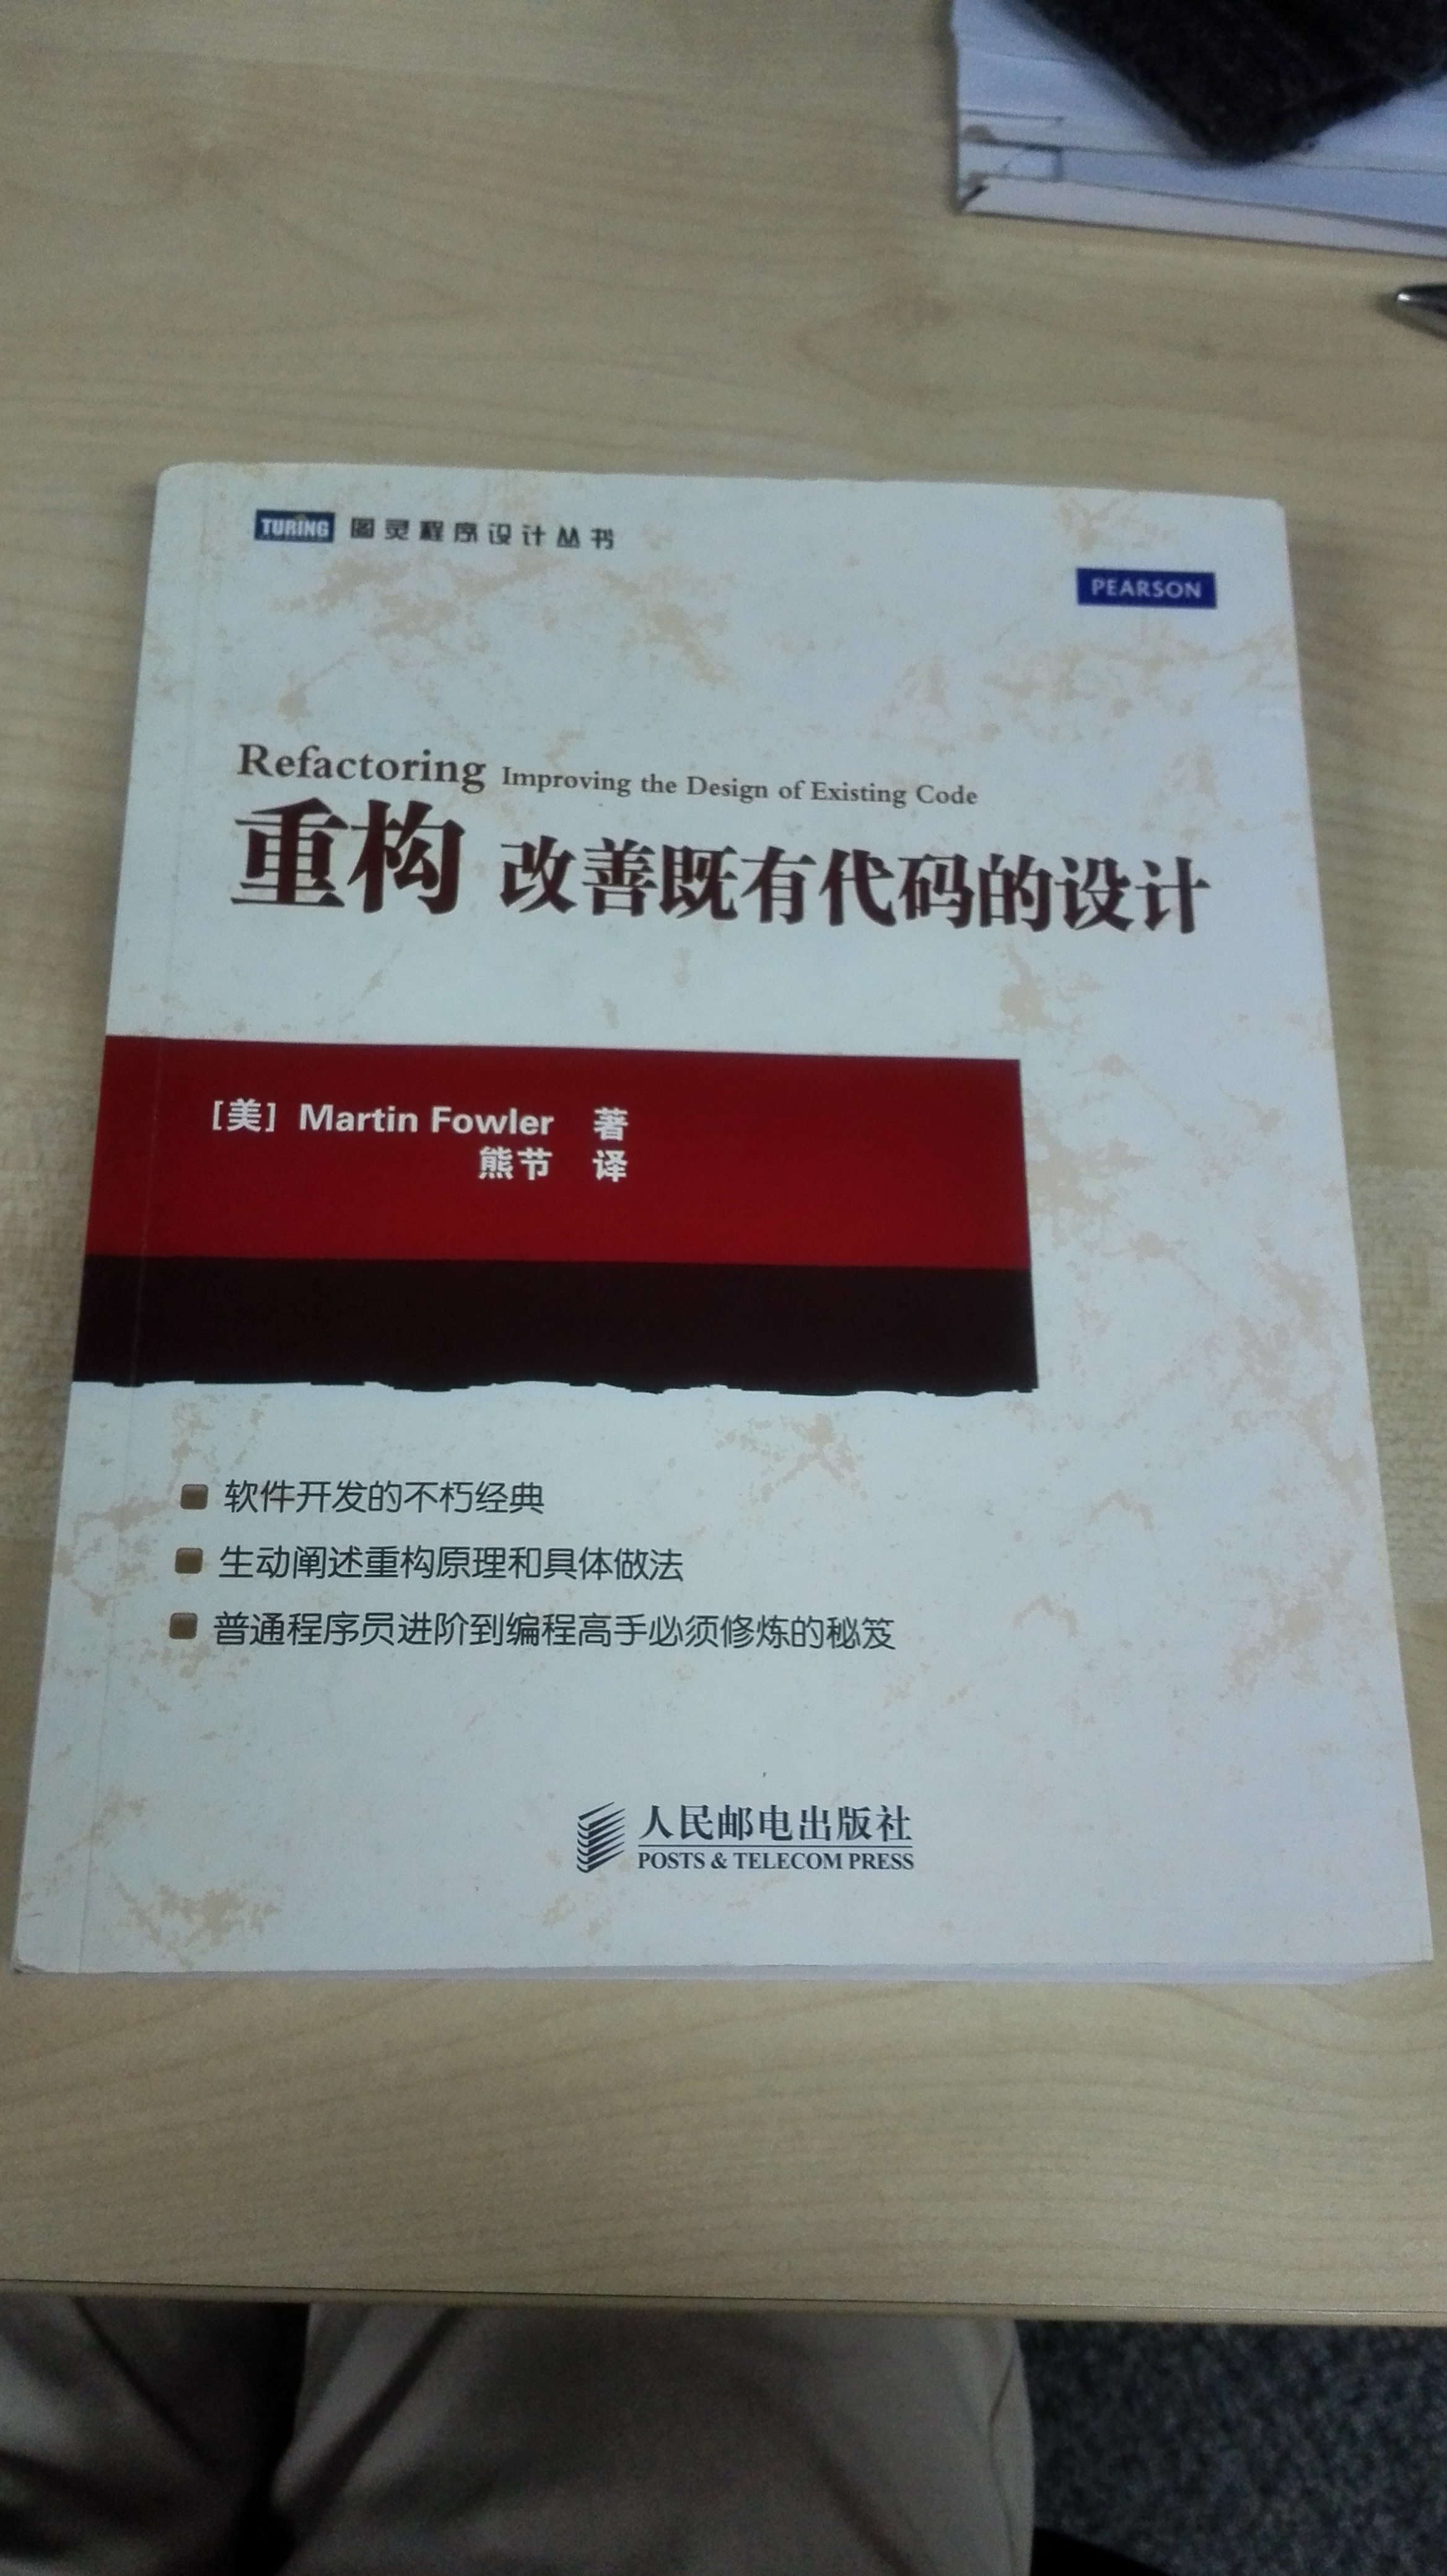 TURING 图灵程序设计丛书
PEARSON
Refactoring Improving the Design of Existing Code
重构 改善既有代码的设计
[美] Martin Fowler 著
熊节 译
软件开发的不朽经典
生动阐述重构原理和具体做法
普通程序员进阶到编程高手必须修炼的秘笈
人民邮电出版社
POSTS & TELECOM PRESS